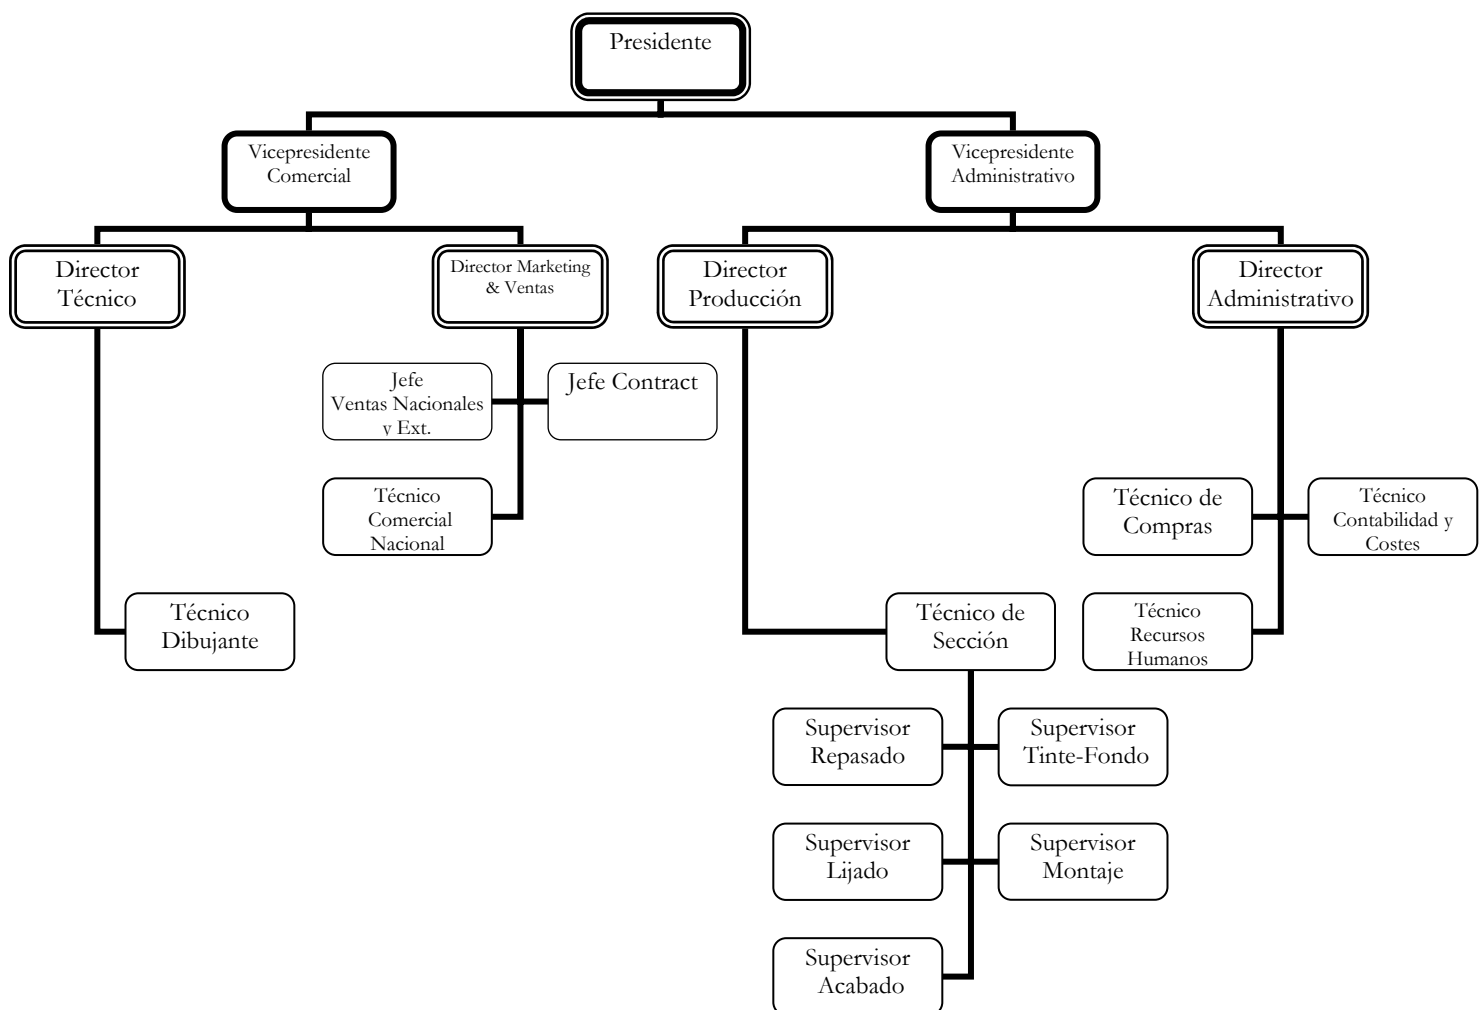 Presidente
Vicepresidente
Comercial
Vicepresidente
Administrativo
Director
Técnico
Director Marketing
& Ventas
Director
Producción
Director
Administrativo
Jefe
Ventas Nacionales
y Ext.
Jefe Contract
Técnico
Comercial
Nacional
Técnico de
Compras
Técnico
Contabilidad y
Costes
Técnico
Dibujante
Técnico de
Sección
Técnico
Recursos
Humanos
Supervisor
Repasado
Supervisor
Tinte-Fondo
Supervisor
Lijado
Supervisor
Montaje
Supervisor
Acabado